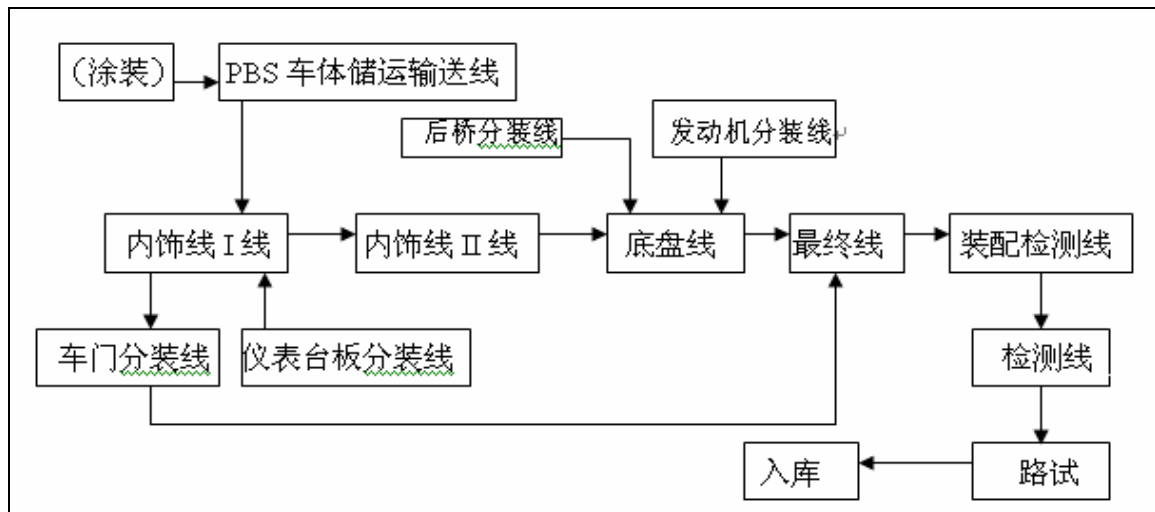 （涂装）
PBS 车体储运输送线
后桥分装线
发动机分装线
内饰线 I 线
内饰线 II 线
底盘线
最终线
装配检测线
车门分装线
仪表台板分装线
检测线
入库
路试